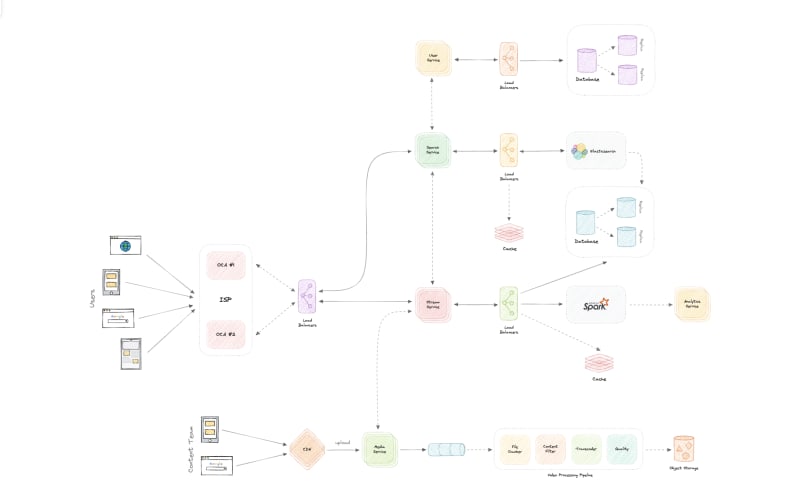 User
Service
Load
Balancers
Database
Replica
Replica
Search
Service
Load
Balancers
Elasticsearch
Cache
Database
Replica
Replica
Users
OCA #1
ISP
OCA #2
Load
Balancers
Stream
Service
Load
Balancers
APACHE
Spark
Analytics
Service
Cache
Content Team
CDN
upload
Media
Service
File
Chunker
Content
Filter
Transcoder
Quality
Video Processing Pipeline
Object Storage